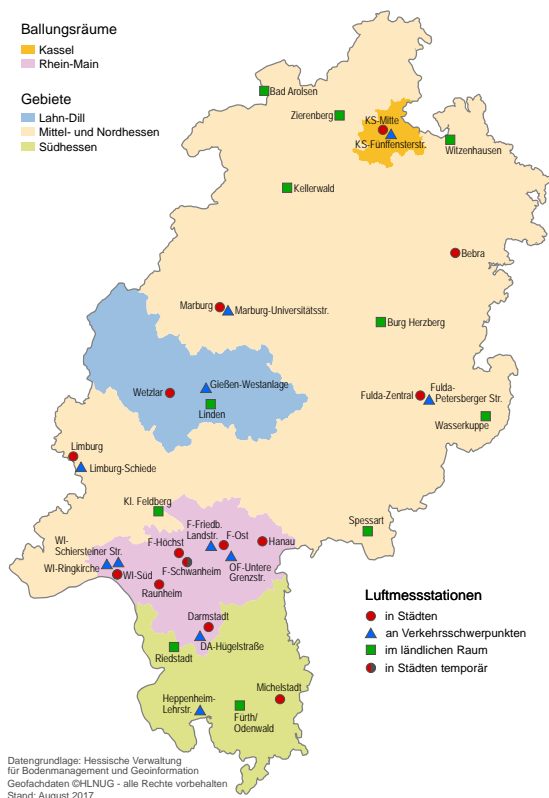 Ballungsräume
Kassel
Rhein-Main
Gebiete
Lahn-Dill
Mittel- und Nordhessen
Südhessen
Bad Arolsen
Zierenberg
KS-Mitte
KS-Fünffensterstr.
Witzenhausen
Kellerwald
Bebra
Marburg
Marburg-Universitätsstr.
Burg Herzberg
Gießen-Westanlage
Wetzlar
Linden
Fulda-Zentral
Fulda-
Petersberger Str.
Wasserkuppe
Limburg
Limburg-Schiede
Kl. Feldberg
Spessart
F-Friedb.
Landstr.
F-Ost
Hanau
WI-
Schiersteiner Str.
F-Höchst
WI-Ringkirche
WI-Süd
F-Schwanheim
OF-Untere
Grenzstr.
Raunheim
Darmstadt
DA-Hügelstraße
Riedstadt
Michelstadt
Heppenheim-
Lehrstr.
Fürth/
Odenwald
Luftmessstationen
in Städten
an Verkehrsschwerpunkten
im ländlichen Raum
in Städten temporär
Datengrundlage: Hessische Verwaltung
für Bodenmanagement und Geoinformation
Geofachdaten ©HLNUG - alle Rechte vorbehalten
Stand: August 2017